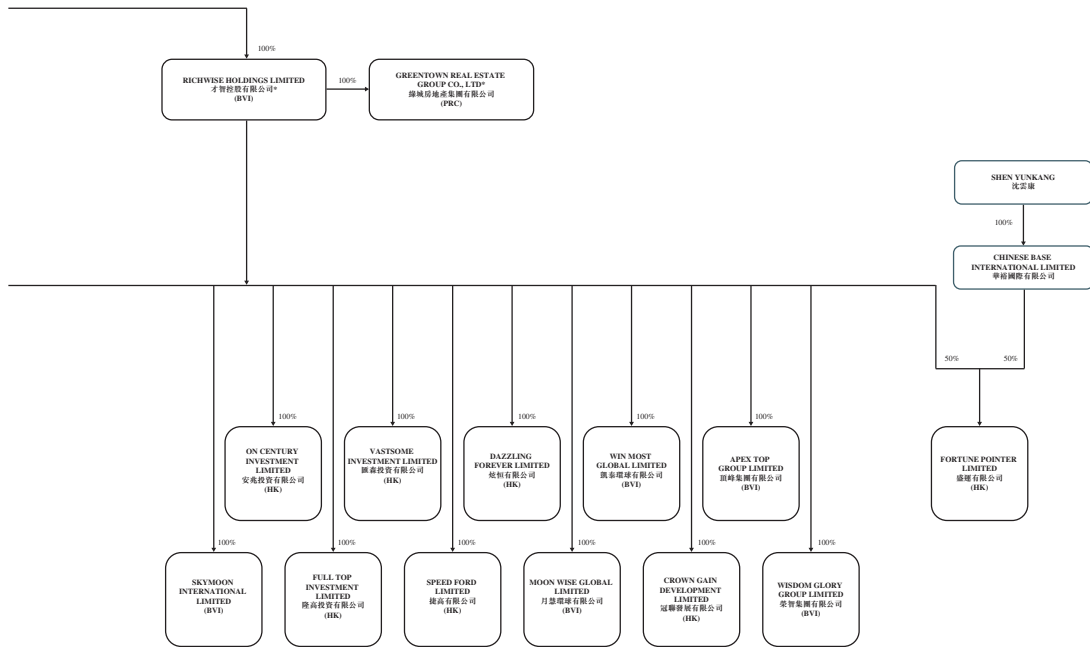 100%
RICHWISE HOLDINGS LIMITED
才智控股有限公司*
(BVI)
100%
GREENTOWN REAL ESTATE
GROUP CO., LTD*
綠城房地產集團有限公司
(PRC)
SHEN YUNKANG
沈雲康
100%
CHINESE BASE
INTERNATIONAL LIMITED
華裕國際有限公司
50%
50%
100%
ON CENTURY
INVESTMENT
LIMITED
安兆投資有限公司
(HK)
100%
VASTSOME
INVESTMENT LIMITED
匯森投資有限公司
(HK)
100%
DAZZLING
FOREVER LIMITED
炫恒有限公司
(HK)
100%
WIN MOST
GLOBAL LIMITED
凱泰環球有限公司
(BVI)
100%
APEX TOP
GROUP LIMITED
頂峰集團有限公司
(BVI)
FORTUNE POINTER
LIMITED
盛運有限公司
(HK)
100%
SKYMOON
INTERNATIONAL
LIMITED
(BVI)
100%
FULL TOP
INVESTMENT
LIMITED
隆高投資有限公司
(HK)
100%
SPEED FORD
LIMITED
捷高有限公司
(HK)
100%
MOON WISE GLOBAL
LIMITED
月慧環球有限公司
(BVI)
100%
CROWN GAIN
DEVELOPMENT
LIMITED
冠聯發展有限公司
(HK)
100%
WISDOM GLORY
GROUP LIMITED
榮智集團有限公司
(BVI)